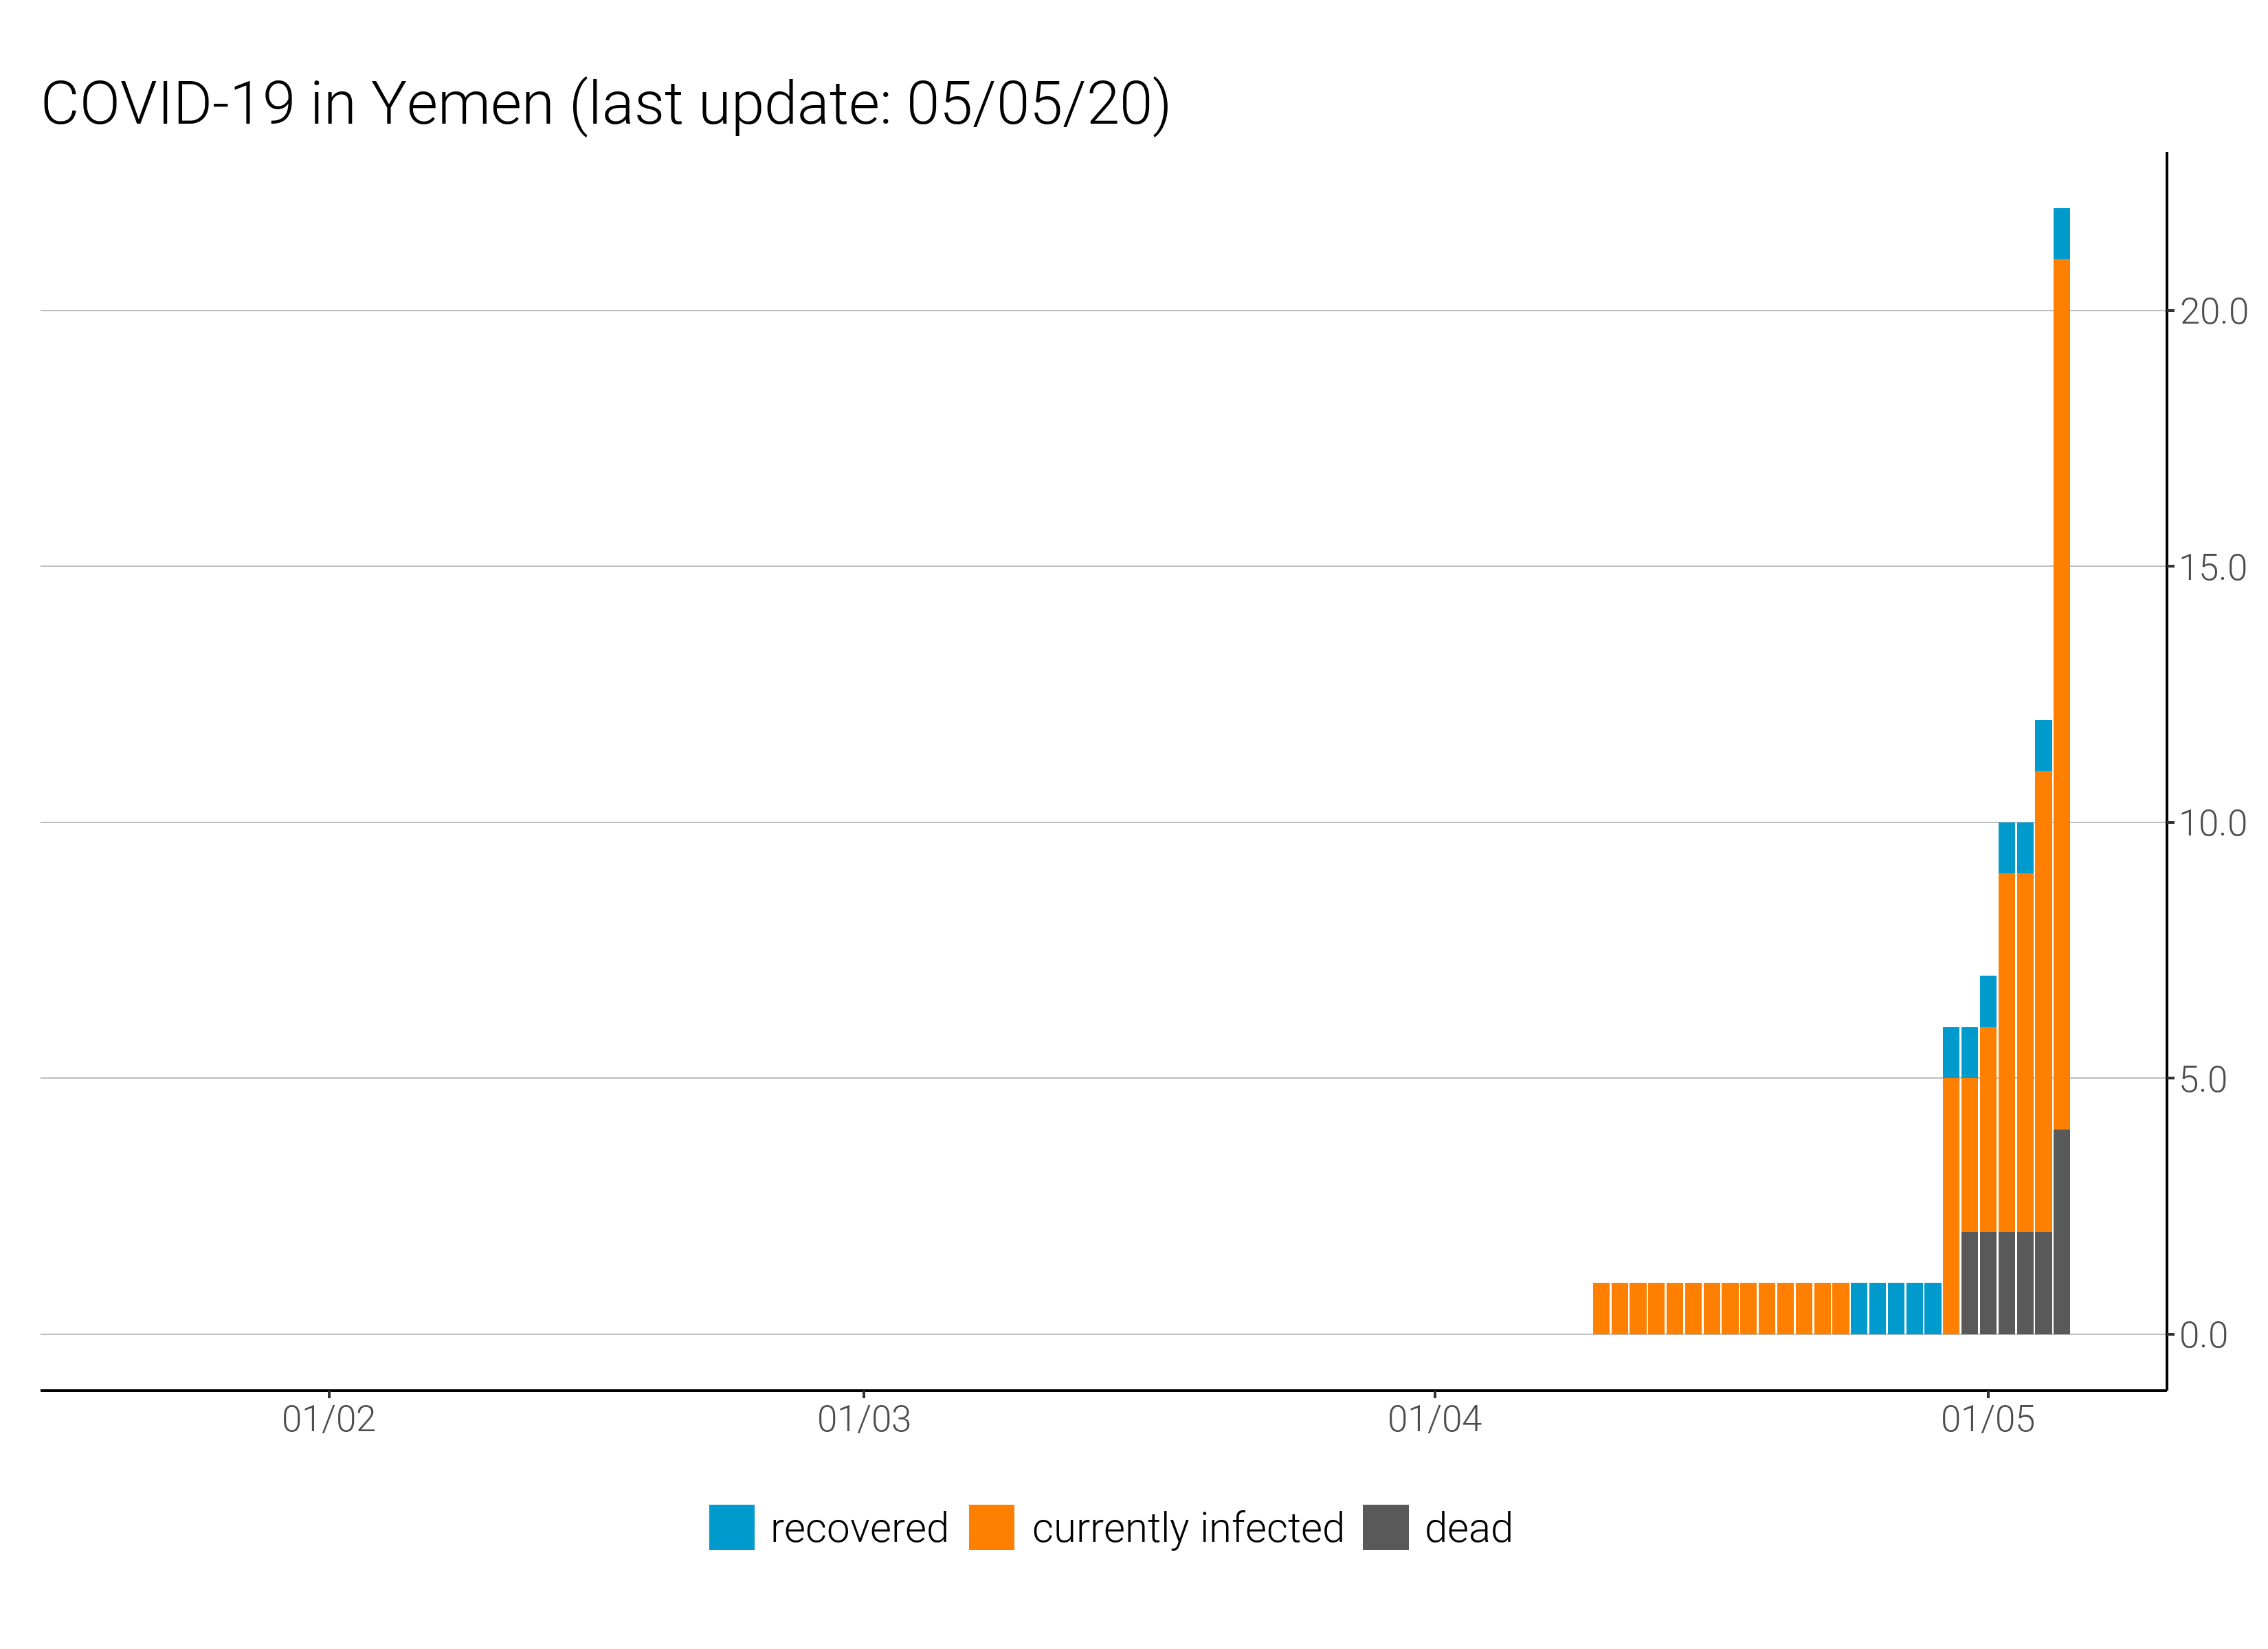 COVID-19 in Yemen (last update: 05/05/20)
20.0
15.0
10.0
5.0
0.0
01/02 01/03 01/04 01/05
recovered currently infected dead